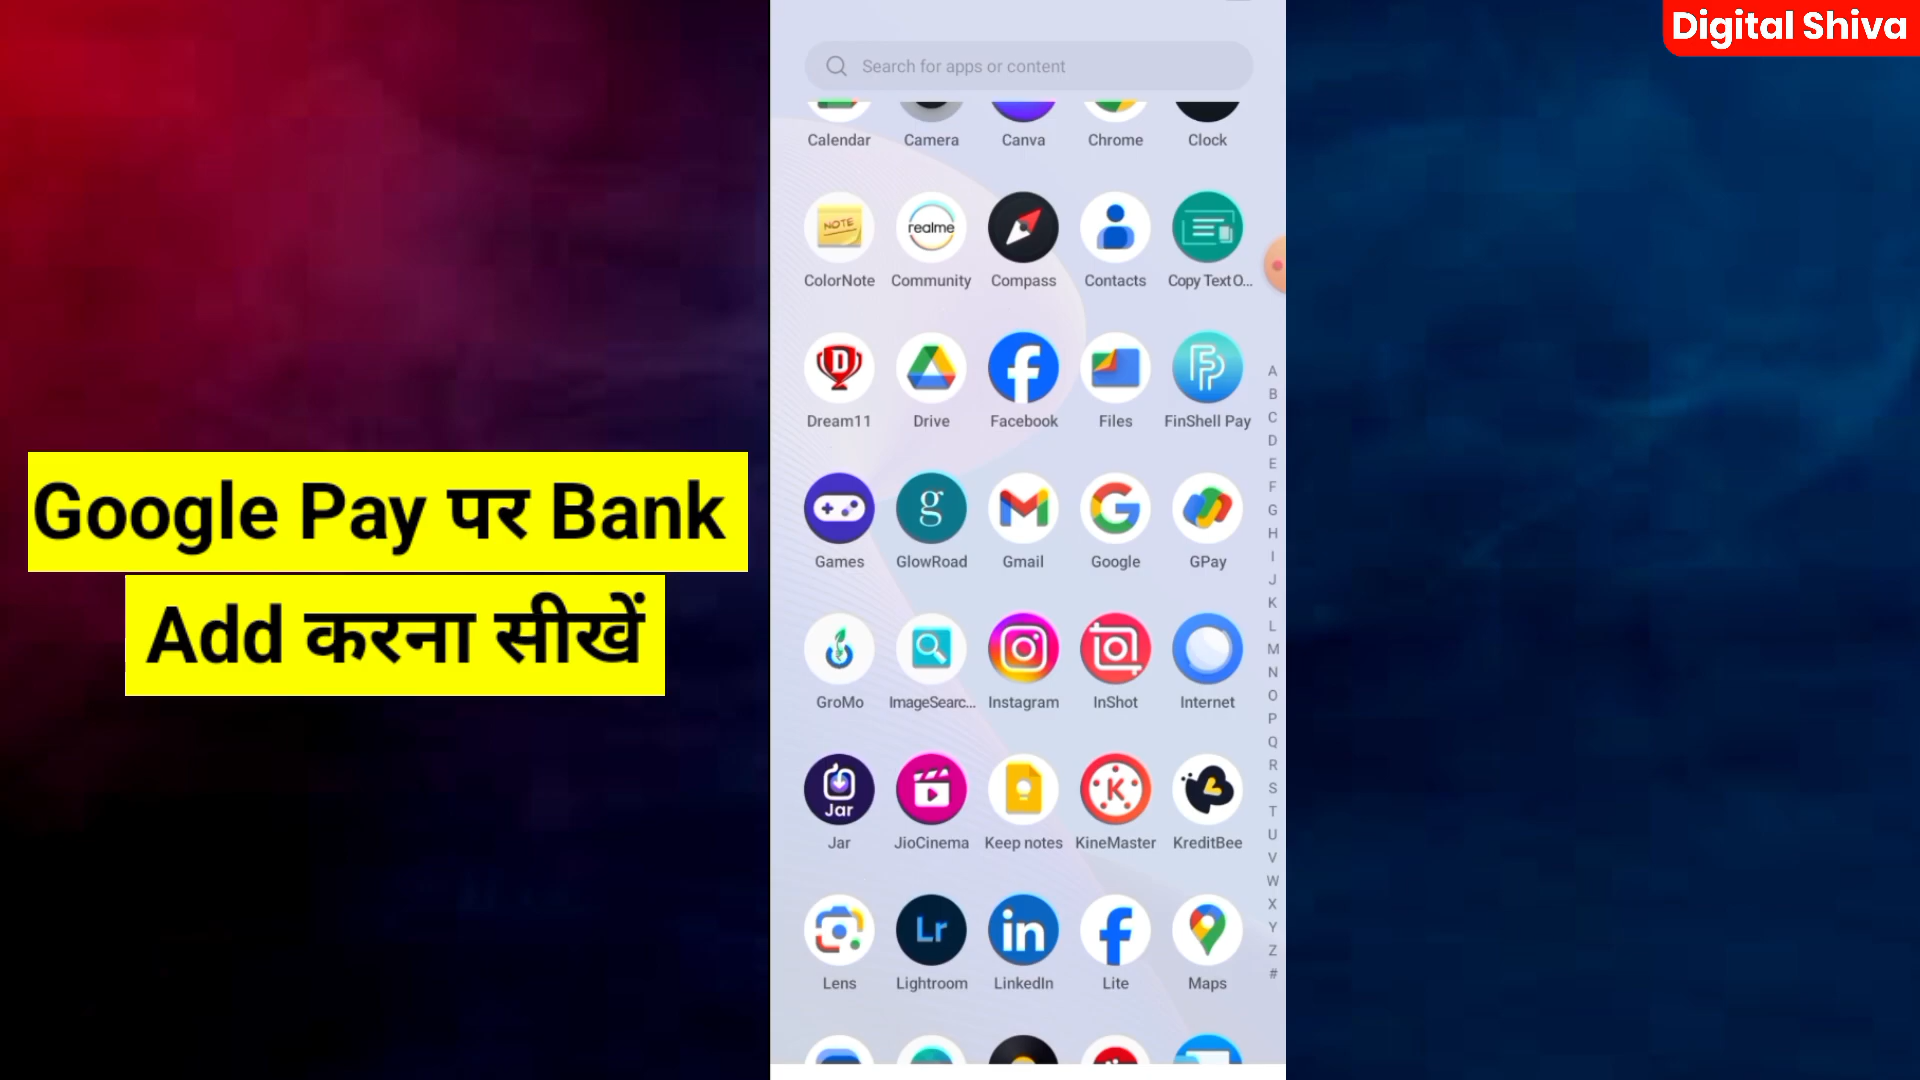 Digital Shiva
Search for apps or content
Calendar Camera Canva Chrome Clock
NOTE realme
ColorNote Community Compass Contacts Copy Text O...
D
Dream11 Drive Facebook Files FinShell Pay
Games GlowRoad Gmail Google GPay
Google Pay पर Bank
Add करना सीखें
GroMo ImageSearc... Instagram InShot Internet
Jar K
Jar JioCinema Keep notes KineMaster KreditBee
Lr in
Lens Lightroom LinkedIn Lite Maps
A
B
C
D
E
F
G
H
I
J
K
L
M
N
O
P
Q
R
S
T
U
V
W
X
Y
Z
#